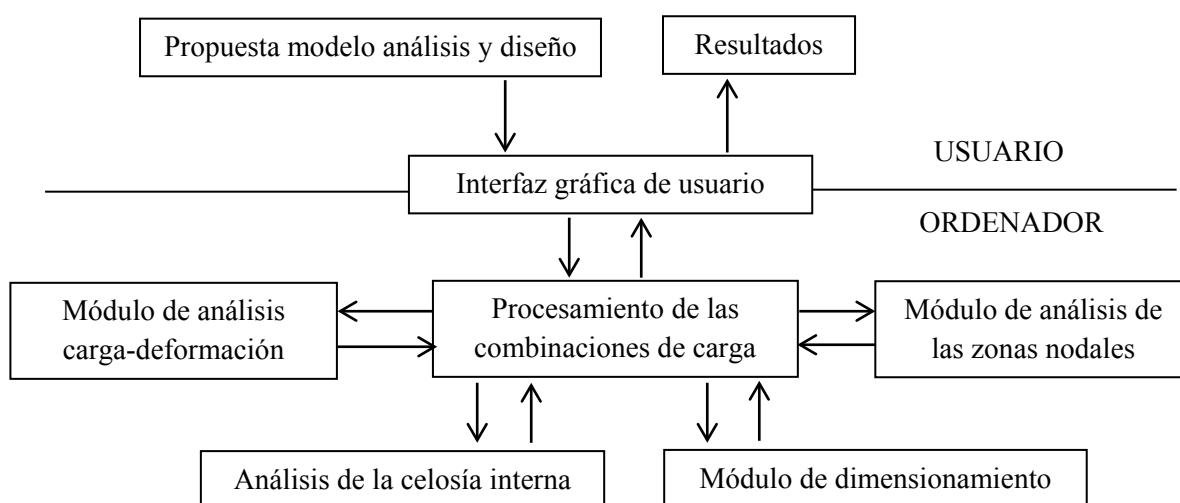 Propuesta modelo análisis y diseño
Resultados
USUARIO
Interfaz gráfica de usuario
ORDENADOR
Módulo de análisis
carga-deformación
Procesamiento de las
combinaciones de carga
Módulo de análisis de
las zonas nodales
Análisis de la celosía interna
Módulo de dimensionamiento